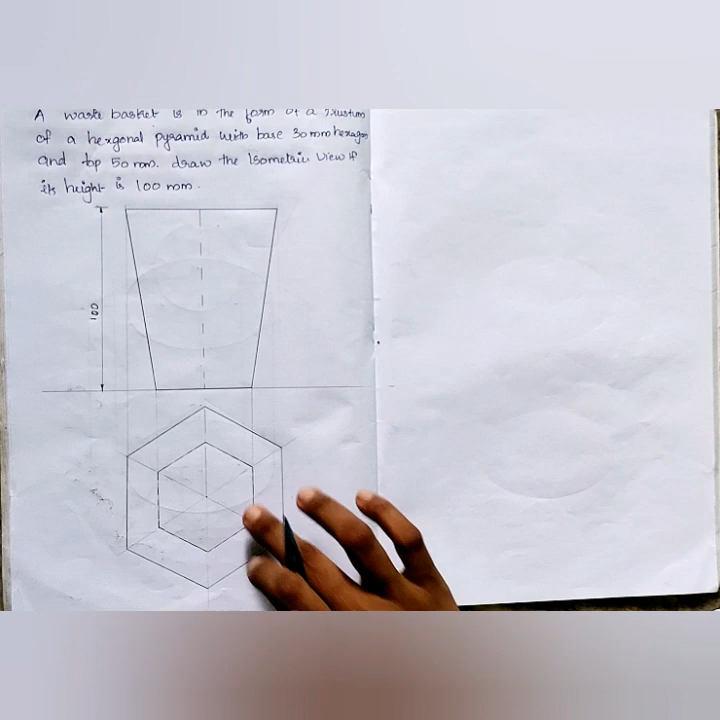 A waste basket is in the form of a frustum
of a hexgonal pyramid with base 30 mm hexagon
and top 50 mm. draw the Isometric View if
its height is 100 mm.
100